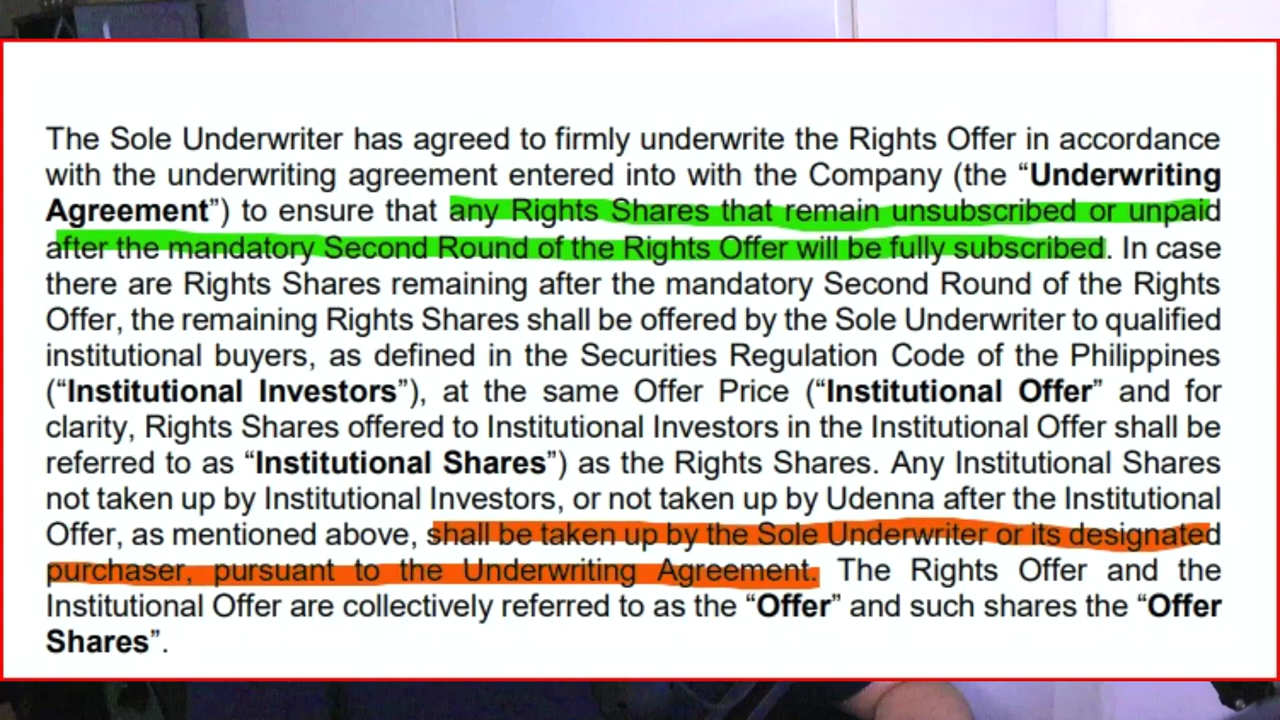 The Sole Underwriter has agreed to firmly underwrite the Rights Offer in accordance
with the underwriting agreement entered into with the Company (the “Underwriting
Agreement”) to ensure that any Rights Shares that remain unsubscribed or unpaid
after the mandatory Second Round of the Rights Offer will be fully subscribed. In case
there are Rights Shares remaining after the mandatory Second Round of the Rights
Offer, the remaining Rights Shares shall be offered by the Sole Underwriter to qualified
institutional buyers, as defined in the Securities Regulation Code of the Philippines
(“Institutional Investors”), at the same Offer Price (“Institutional Offer” and for
clarity, Rights Shares offered to Institutional Investors in the Institutional Offer shall be
referred to as “Institutional Shares”) as the Rights Shares. Any Institutional Shares
not taken up by Institutional Investors, or not taken up by Udenna after the Institutional
Offer, as mentioned above, shall be taken up by the Sole Underwriter or its designated
purchaser, pursuant to the Underwriting Agreement. The Rights Offer and the
Institutional Offer are collectively referred to as the “Offer” and such shares the “Offer
Shares”.